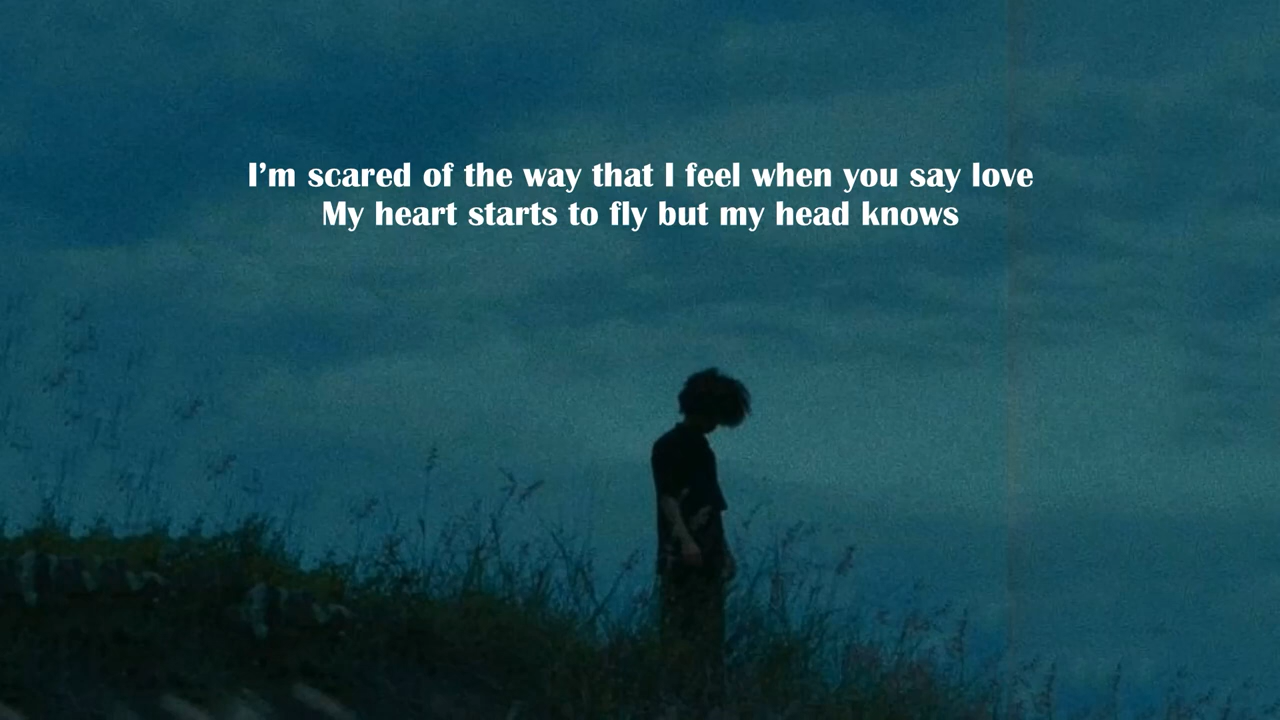 I’m scared of the way that I feel when you say love
My heart starts to fly but my head knows